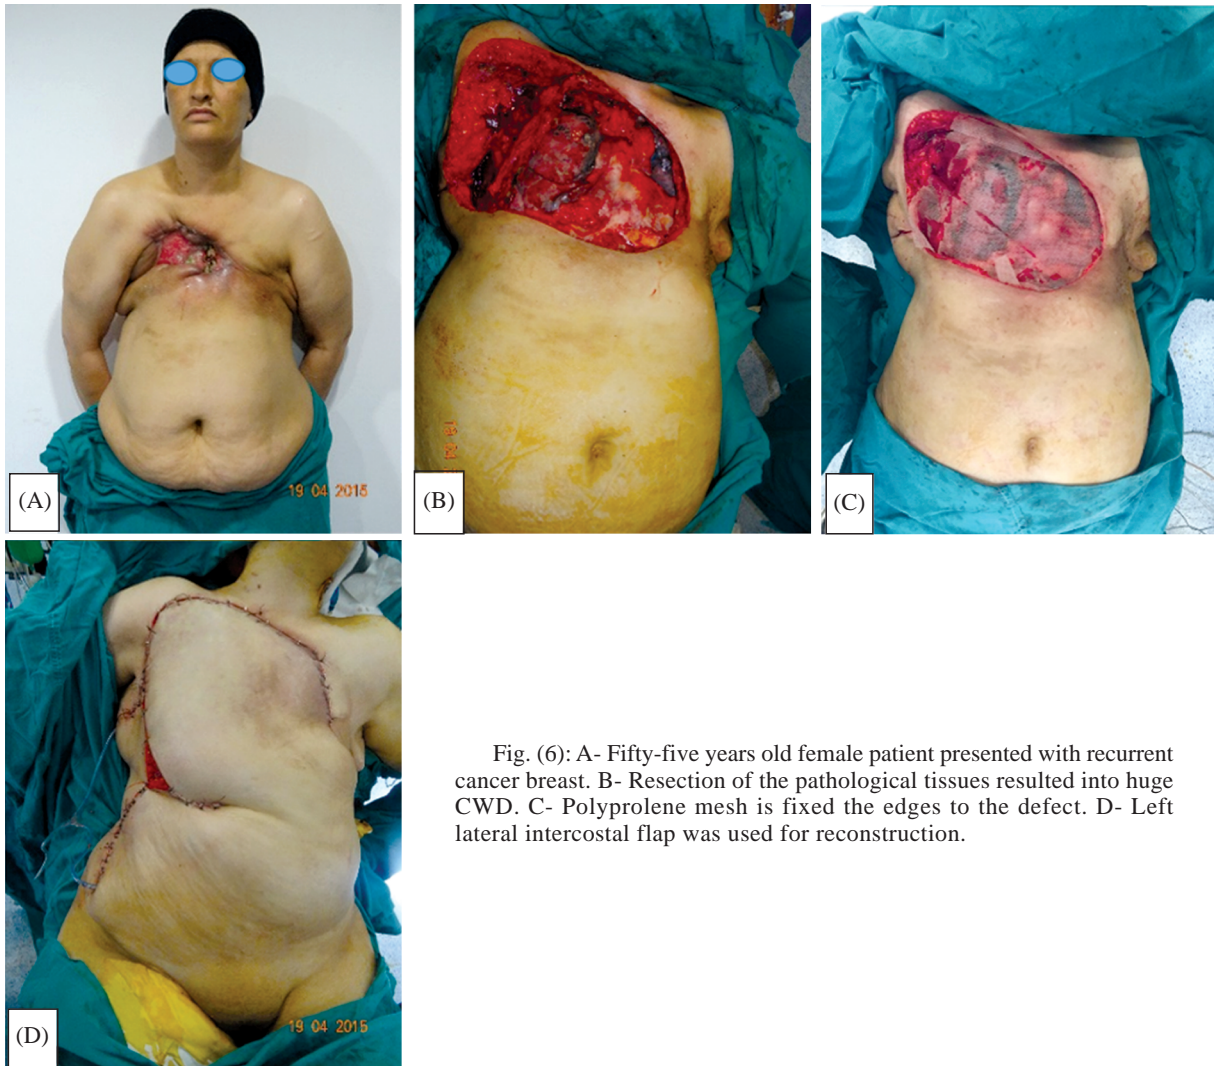 (A)
19 04 2015
(B)
(C)
(D)
19 04 2015
Fig. (6): A- Fifty-five years old female patient presented with recurrent
cancer breast. B- Resection of the pathological tissues resulted into huge
CWD. C- Polyprolene mesh is fixed the edges to the defect. D- Left
lateral intercostal flap was used for reconstruction.